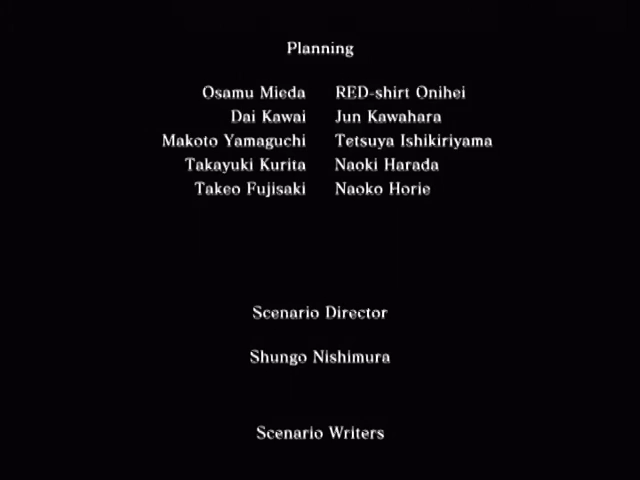 Planning
Osamu Mieda RED-shirt Onihei
Dai Kawai Jun Kawahara
Makoto Yamaguchi Tetsuya Ishikiriyama
Takayuki Kurita Naoki Harada
Takeo Fujisaki Naoko Horie
Scenario Director
Shungo Nishimura
Scenario Writers